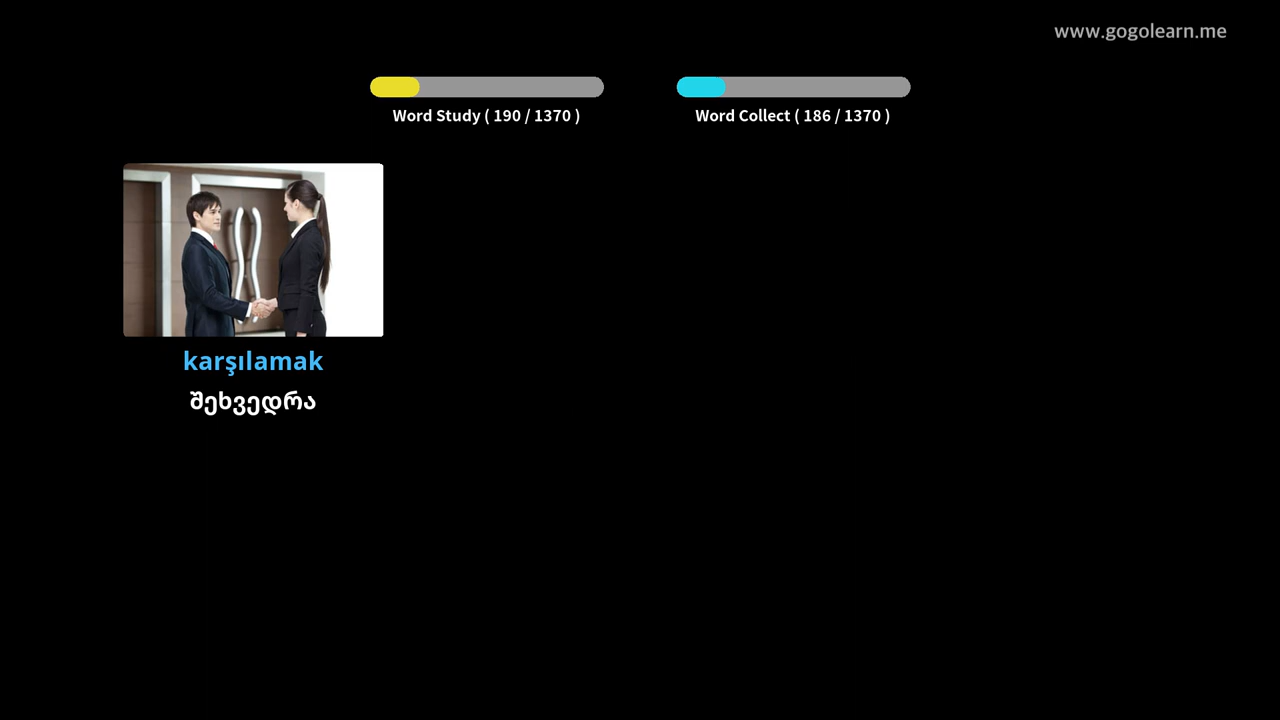 www.gogolearn.me
Word Study ( 190 / 1370 )
Word Collect ( 186 / 1370 )
karşılamak
შეხვედრა